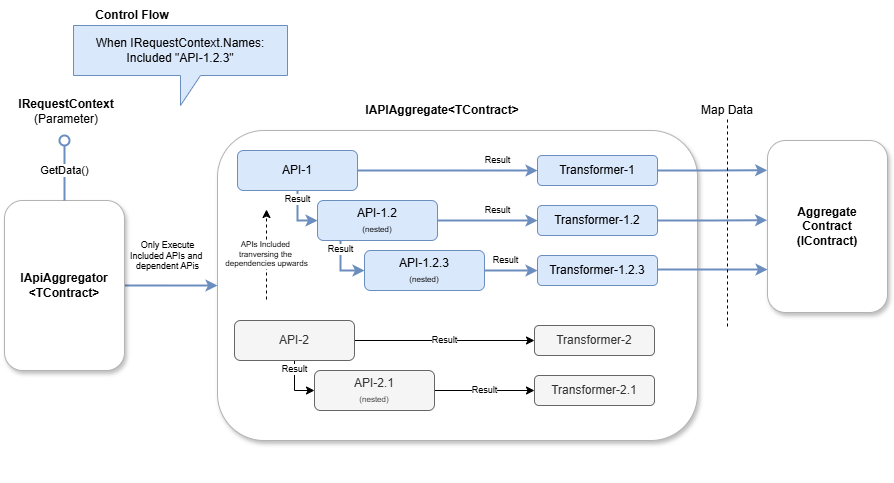 Control Flow
When IRequestContext.Names:
Included "API-1.2.3"
IRequestContext
(Parameter)
GetData()
IApiAggregator
<TContract>
Only Execute
Included APIs and
dependent APIs
IAPIAggregate<TContract>
API-1
Result
Transformer-1
Result
API-1.2
(nested)
Result
Transformer-1.2
Result
API-1.2.3
(nested)
Result
Transformer-1.2.3
APIs Included
tranversing the
dependencies upwards
API-2
Result
Transformer-2
Result
API-2.1
(nested)
Result
Transformer-2.1
Map Data
Aggregate
Contract
(IContract)